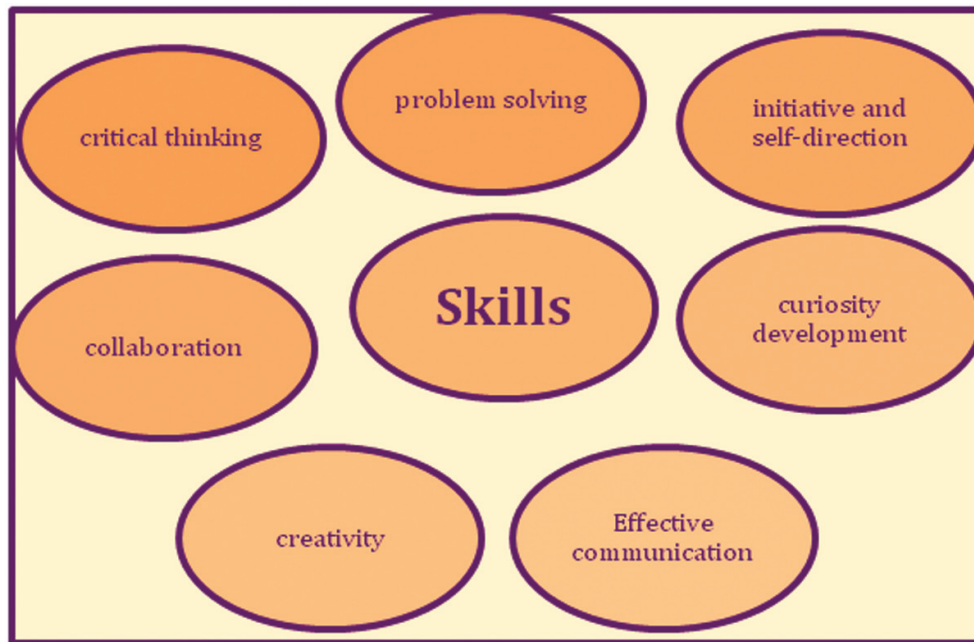 critical thinking
problem solving
initiative and
self-direction
collaboration
Skills
curiosity
development
creativity
Effective
communication